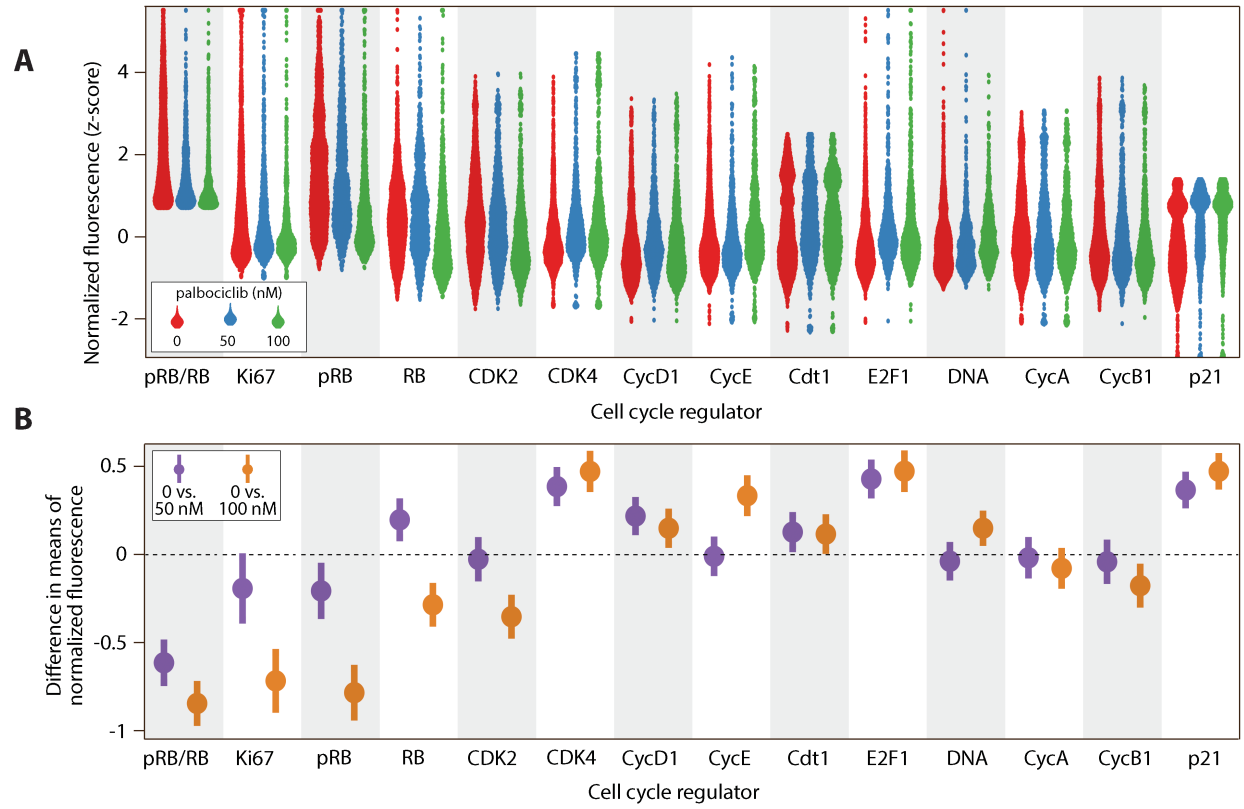 A
Normalized fluorescence (z-score)
4
2
0
-2
palbociclib (nM)
0 50 100
pRB/RB Ki67 pRB RB CDK2 CDK4 CycD1 CycE Cdt1 E2F1 DNA CycA CycB1 p21
Cell cycle regulator
B
Difference in means of
normalized fluorescence
0.5
0
-0.5
-1
0 vs. 0 vs.
50 nM 100 nM
pRB/RB Ki67 pRB RB CDK2 CDK4 CycD1 CycE Cdt1 E2F1 DNA CycA CycB1 p21
Cell cycle regulator